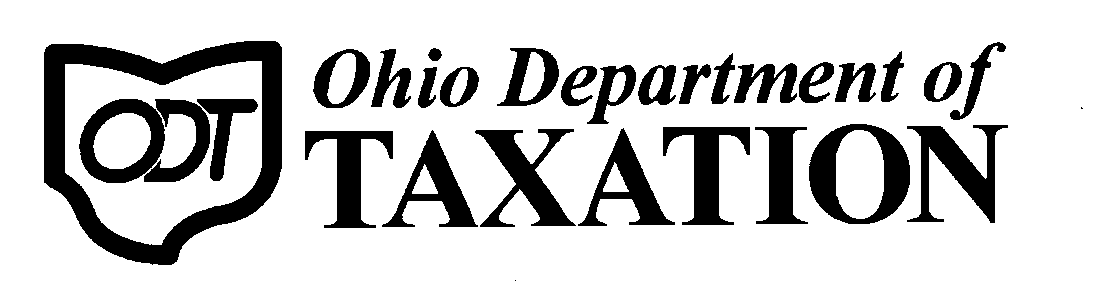 ODT
Ohio Department of
TAXATION